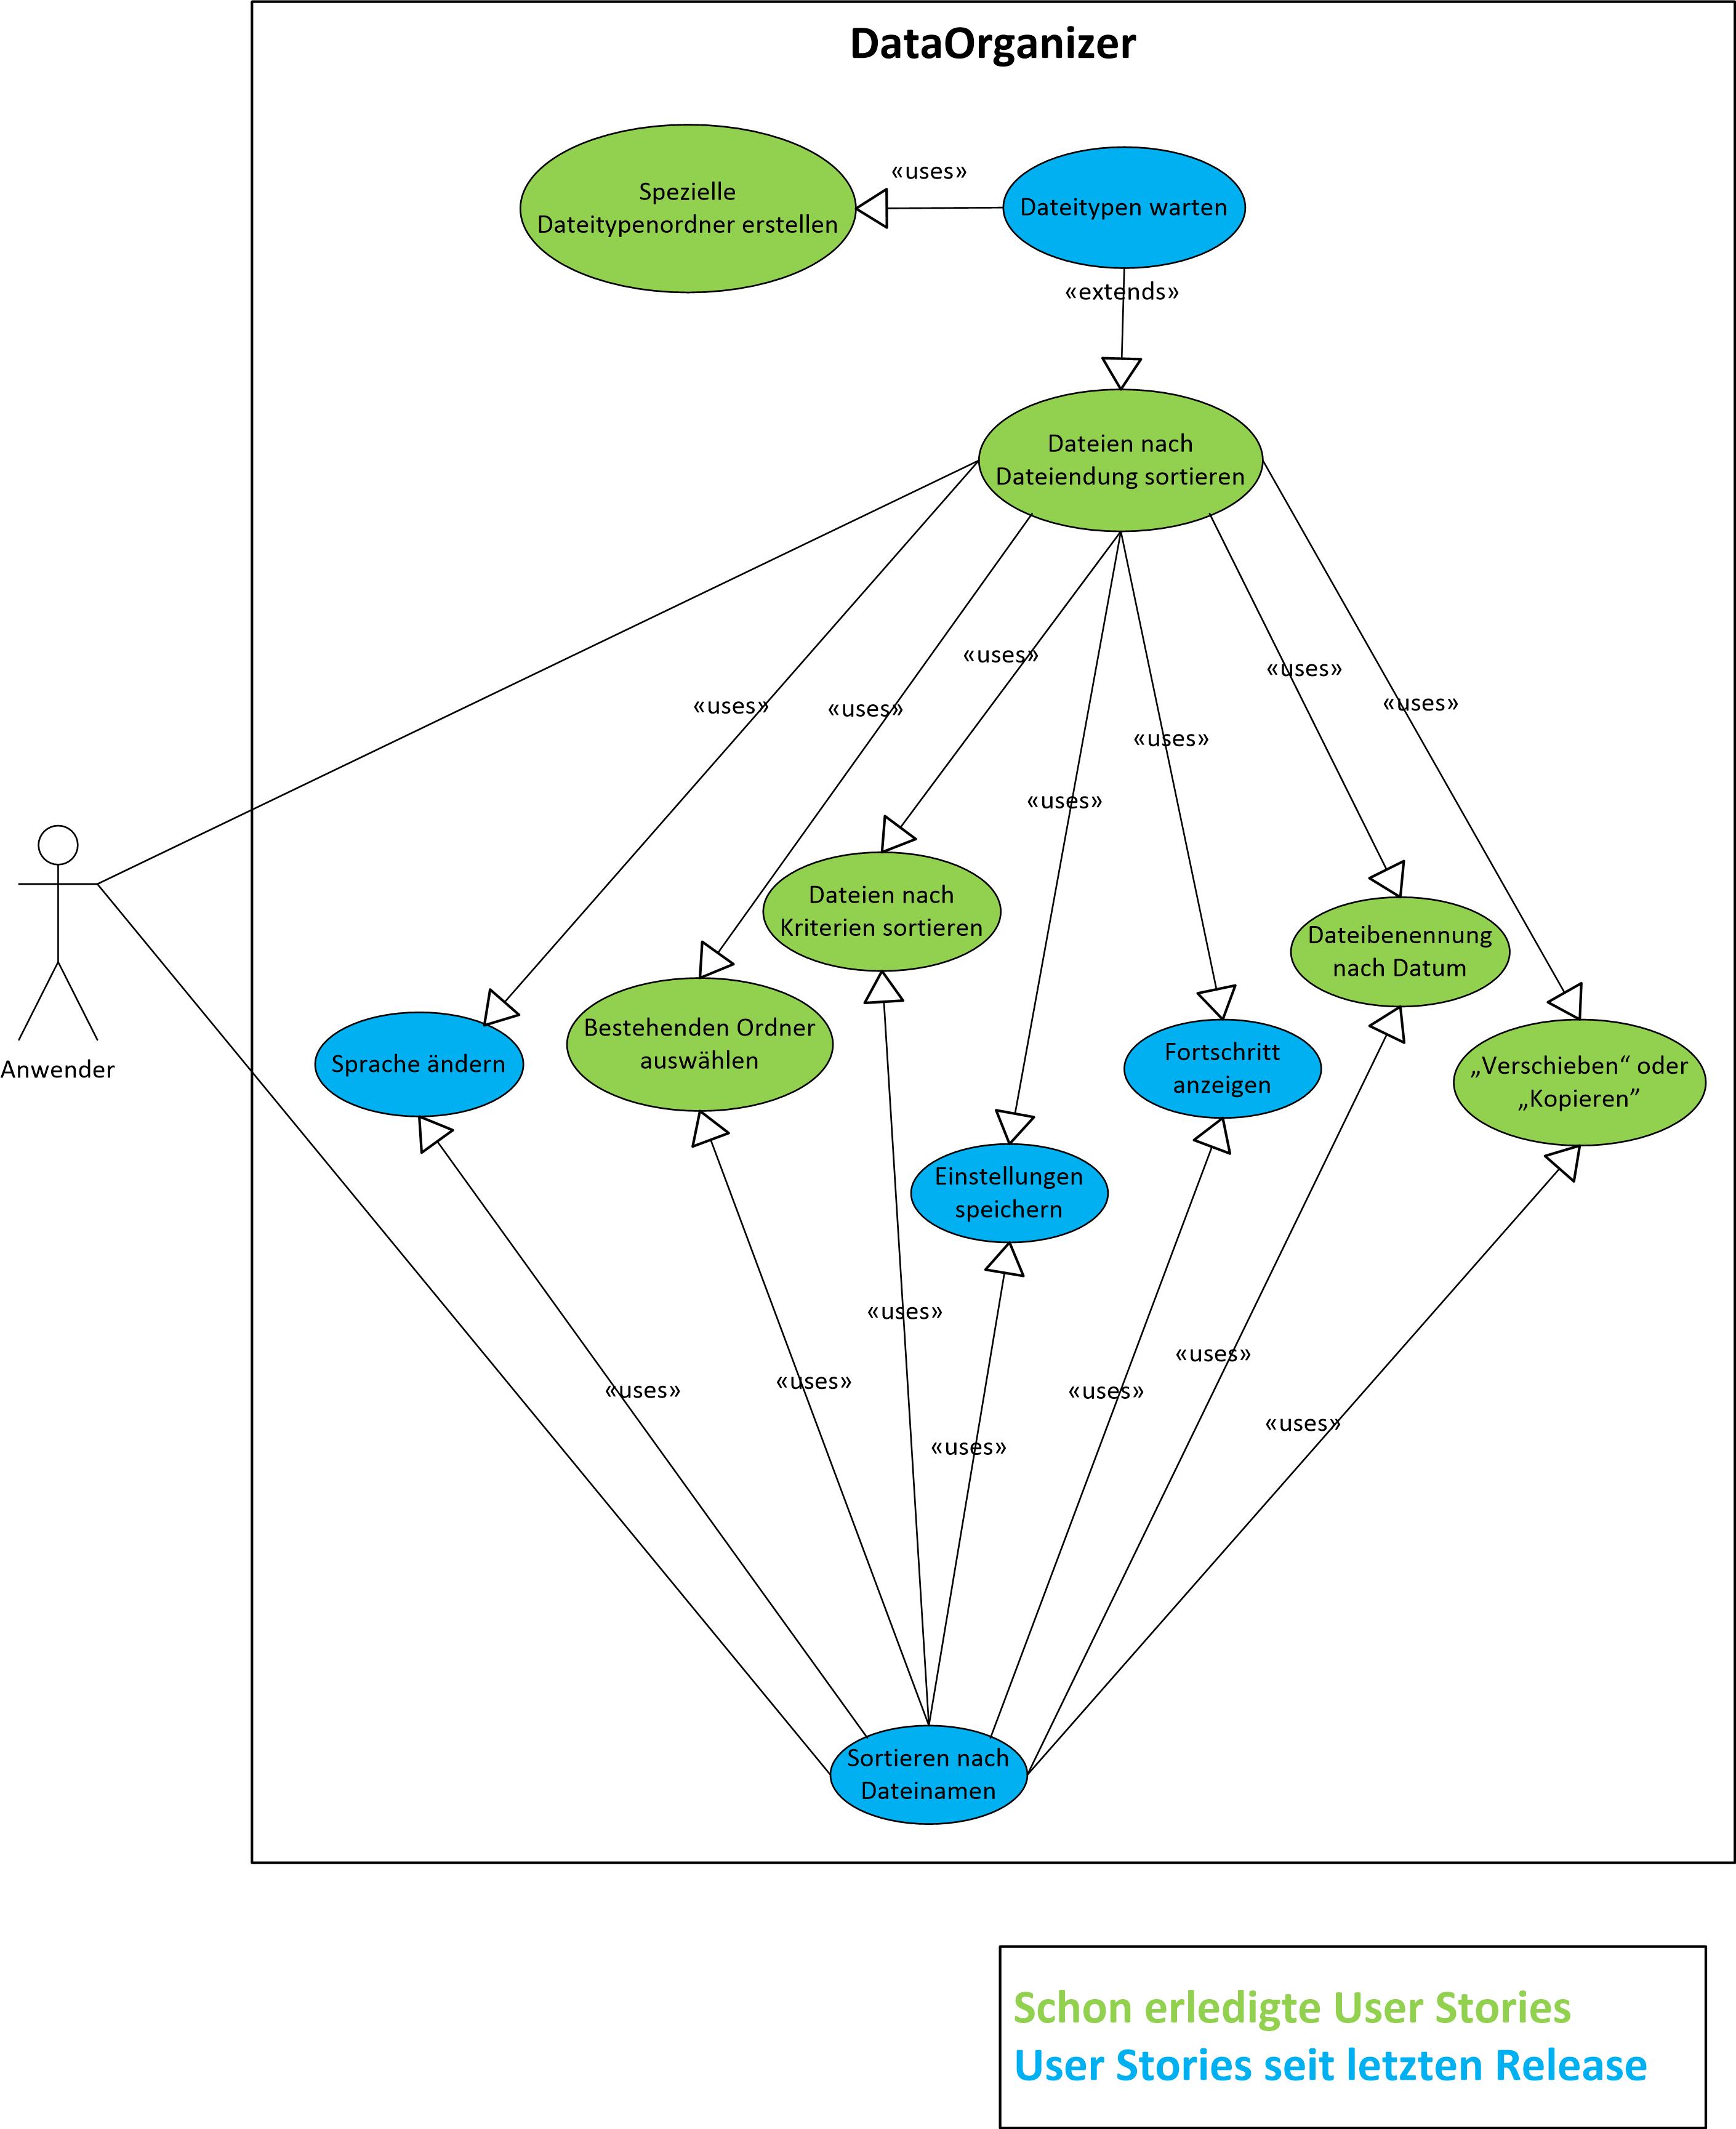 DataOrganizer
«uses»
Spezielle
Dateitypenordner erstellen
Dateitypen warten
«extends»
Dateien nach
Dateiendung sortieren
«uses»
«uses»
«uses»
«uses»
«uses»
«uses»
«uses»
Dateien nach
Kriterien sortieren
Dateibenennung
nach Datum
Bestehenden Ordner
auswählen
Sprache ändern
Fortschritt
anzeigen
„Verschieben“ oder
„Kopieren”
Anwender
Einstellungen
speichern
«uses»
«uses»
«uses»
«uses»
«uses»
«uses»
«uses»
Sortieren nach
Dateinamen
Schon erledigte User Stories
User Stories seit letzten Release